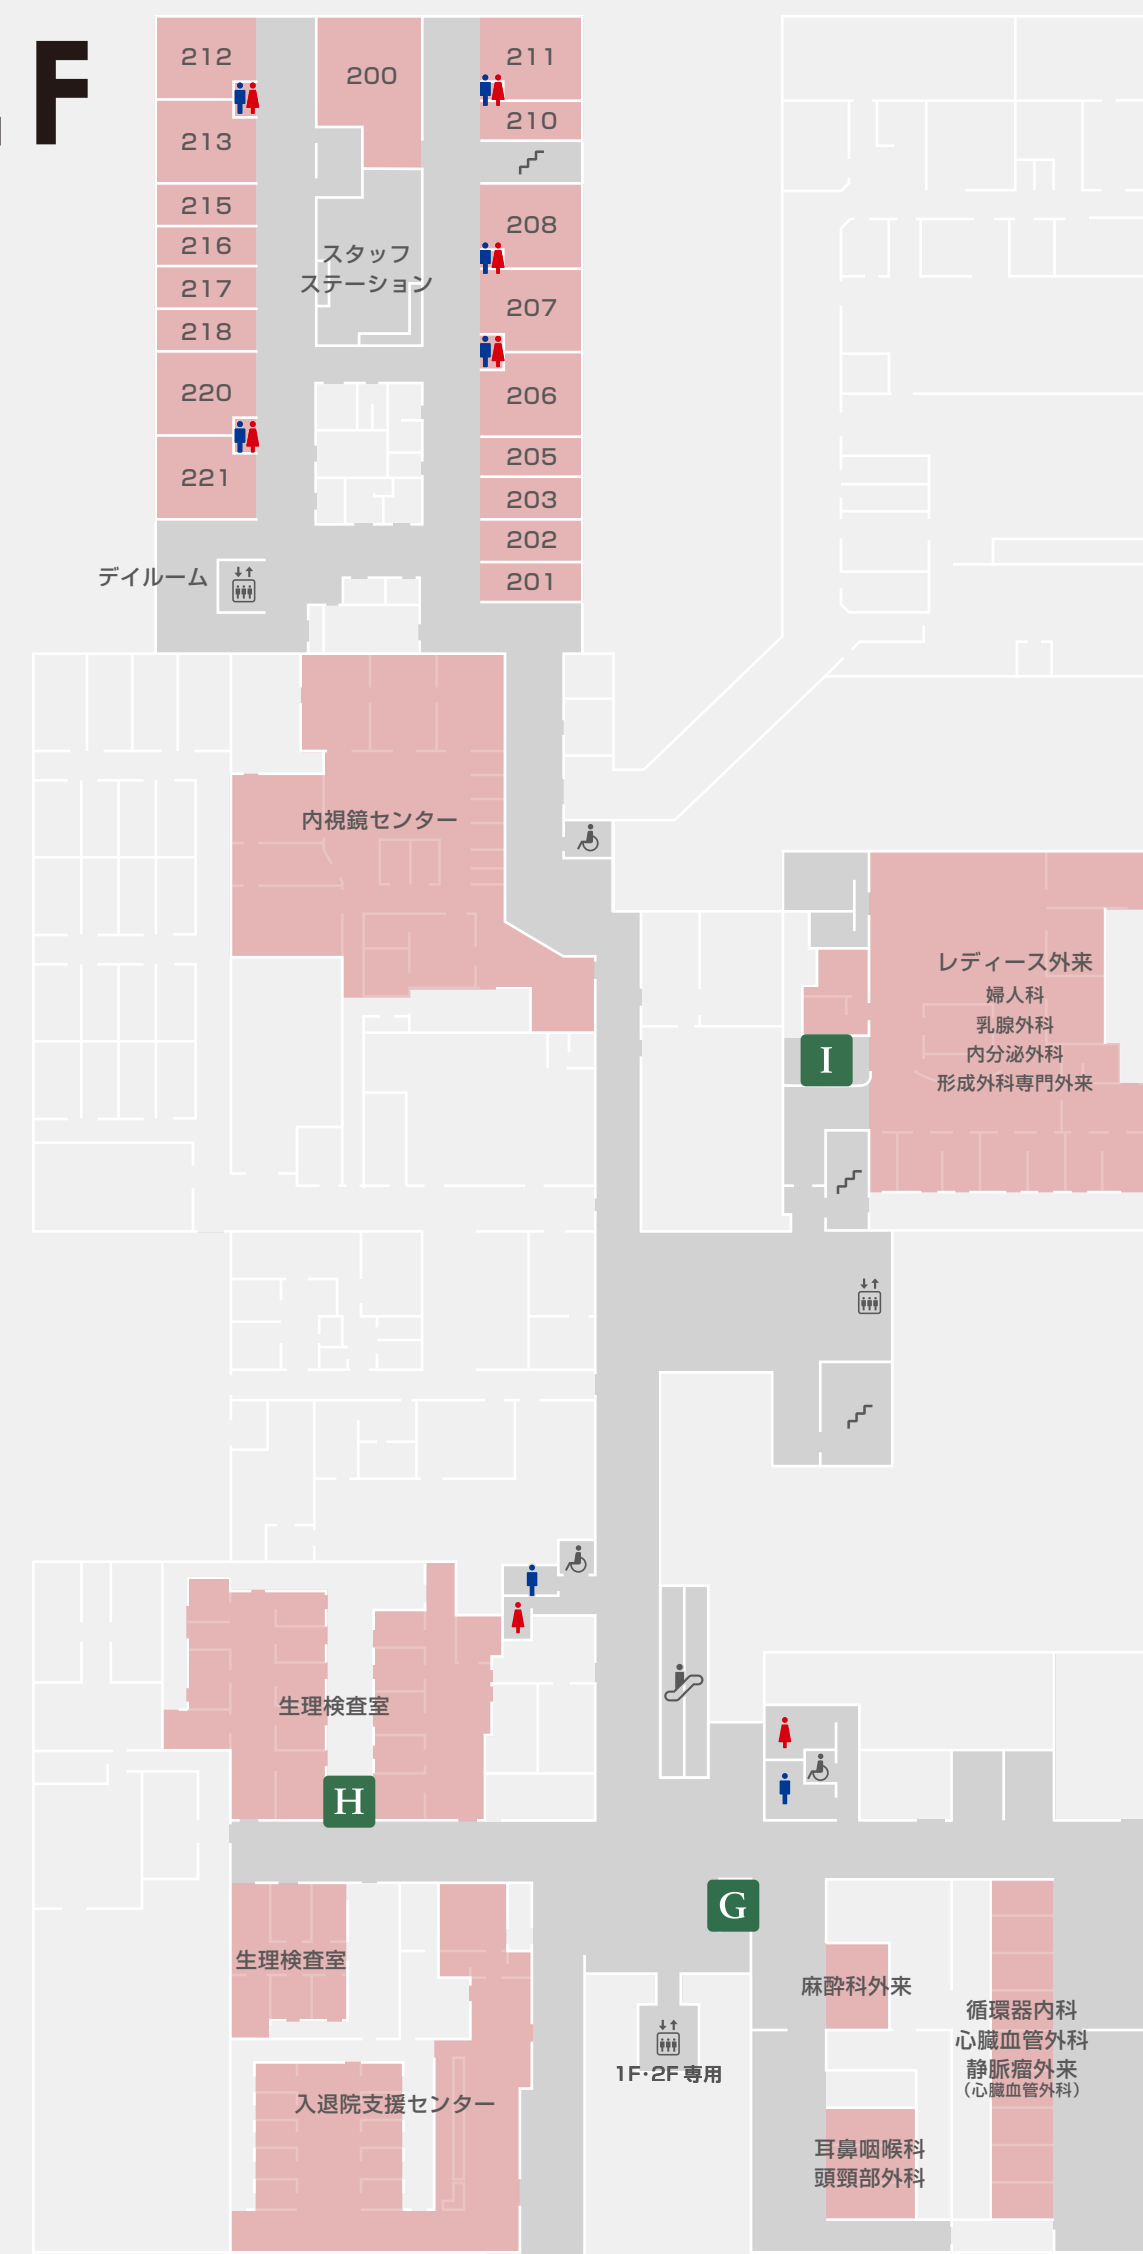 F
212
200
211
213
210
215
208
216
スタッフ
ステーション
217
207
218
220
206
221
205
203
202
デイルーム
201
内視鏡センター
レディース外来
婦人科
乳腺外科
内分泌外科
形成外科専門外来
I
生理検査室
H
G
生理検査室
麻酔科外来
循環器内科
心臓血管外科
静脈瘤外来
(心臓血管外科)
1F・2F 専用
入退院支援センター
耳鼻咽喉科
頭頸部外科